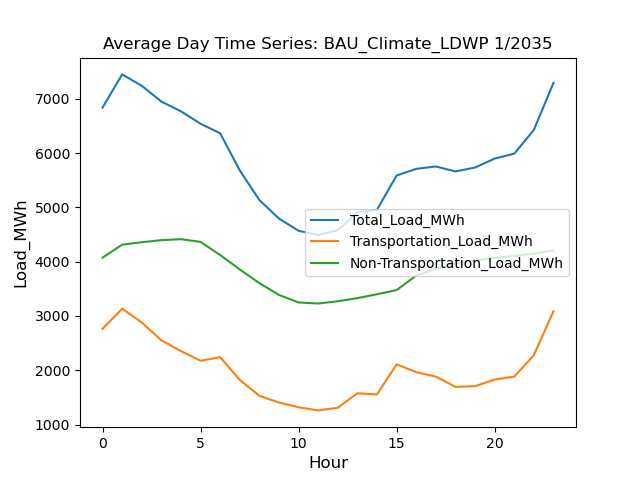 Average Day Time Series: BAU_Climate_LDWP 1/2035
Load_MWh
7000
6000
5000
4000
3000
2000
1000
Total_Load_MWh
Transportation_Load_MWh
Non-Transportation_Load_MWh
0 5 10 15 20
Hour